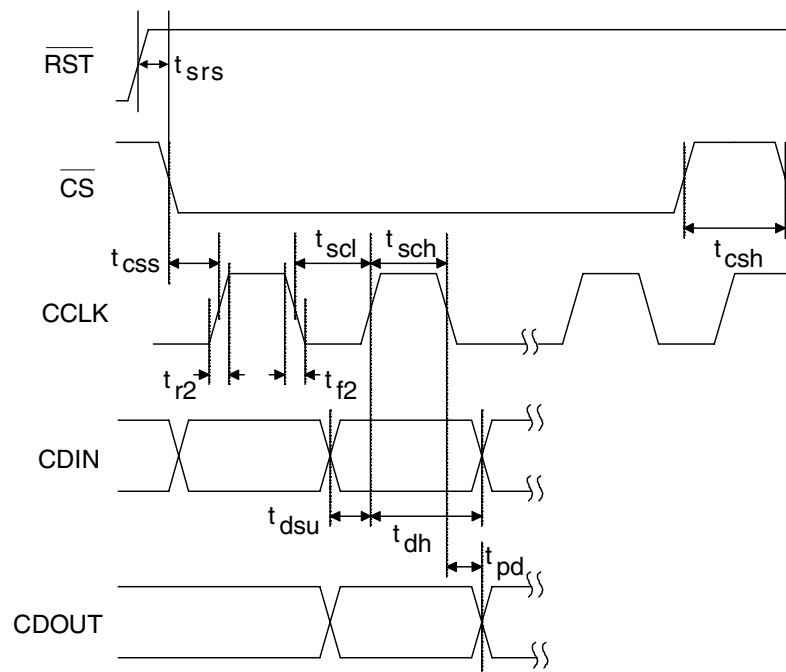 RST
t srs
CS
t css
t scl
t sch
t csh
CCLK
t r2
t f2
CDIN
t dsu
t dh
t pd
CDOUT